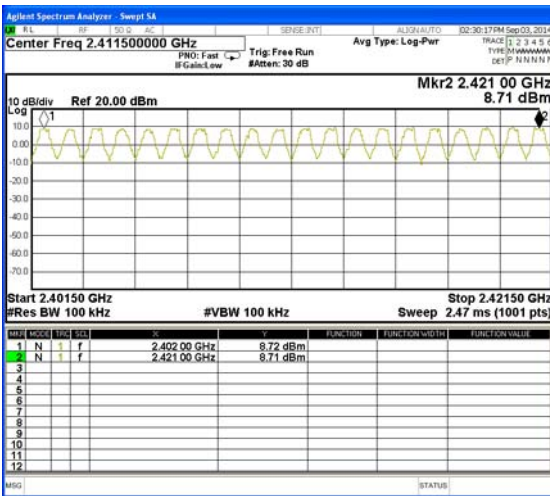 Agilent Spectrum Analyzer - Swept SA
RL RF 50 Ω AC SENSE:INT ALIGN AUTO 02:30:17 PM Sep 03, 2014
Center Freq 2.411500000 GHz
PNO: Fast
IFGain:Low
Trig: Free Run
#Atten: 30 dB
Avg Type: Log-Pwr
TRACE 1 2 3 4 5
TYPE
DET P N N N N
Mkr2 2.421 00 GHz
8.71 dBm
10 dB/div Ref 20.00 dBm
Log
1
2
10.0
0.00
-10.0
-20.0
-30.0
-40.0
-50.0
-60.0
-70.0
Start 2.40150 GHz Stop 2.42150 GHz
#Res BW 100 kHz #VBW 100 kHz Sweep 2.47 ms (1001 pts)
MKR MODE TRC SCL X Y FUNCTION FUNCTION WIDTH FUNCTION VALUE
1 N 1 f 2.402 00 GHz 8.72 dBm
2 N 1 f 2.421 00 GHz 8.71 dBm
3
4
5
6
7
8
9
10
11
12
MSG STATUS